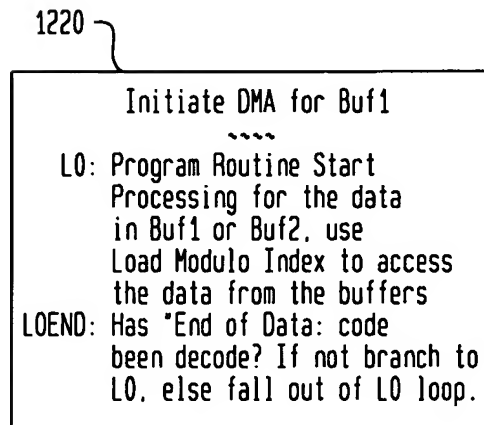 1220
Initiate DMA for Buf1
~~~~
L0: Program Routine Start
Processing for the data
in Buf1 or Buf2, use
Load Modulo Index to access
the data from the buffers
L0END: Has "End of Data: code
been decode? If not branch to
L0, else fall out of L0 loop.